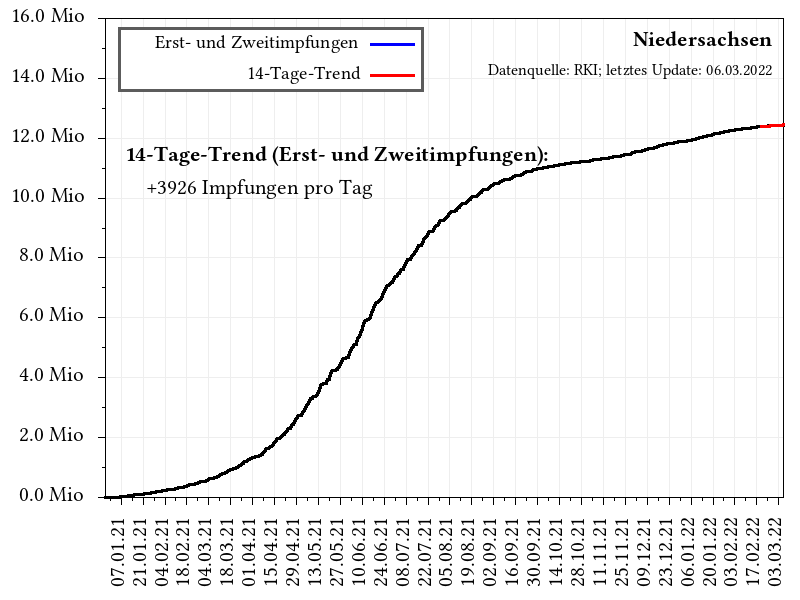 16.0 Mio
14.0 Mio
12.0 Mio
10.0 Mio
8.0 Mio
6.0 Mio
4.0 Mio
2.0 Mio
0.0 Mio
Erst- und Zweitimpfungen
14-Tage-Trend
Niedersachsen
Datenquelle: RKI; letztes Update: 06.03.2022
14-Tage-Trend (Erst- und Zweitimpfungen):
+3926 Impfungen pro Tag
07.01.21
21.01.21
04.02.21
18.02.21
04.03.21
18.03.21
01.04.21
15.04.21
29.04.21
13.05.21
27.05.21
10.06.21
24.06.21
08.07.21
22.07.21
05.08.21
19.08.21
02.09.21
16.09.21
30.09.21
14.10.21
28.10.21
11.11.21
25.11.21
09.12.21
23.12.21
06.01.22
20.01.22
03.02.22
17.02.22
03.03.22